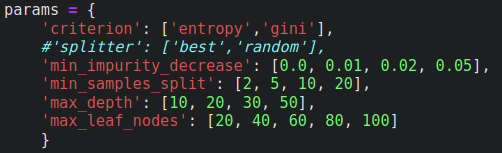 params = {
    'criterion': ['entropy','gini'],
    #'splitter': ['best','random'],
    'min_impurity_decrease': [0.0, 0.01, 0.02, 0.05],
    'min_samples_split': [2, 5, 10, 20],
    'max_depth': [10, 20, 30, 50],
    'max_leaf_nodes': [20, 40, 60, 80, 100]
    }